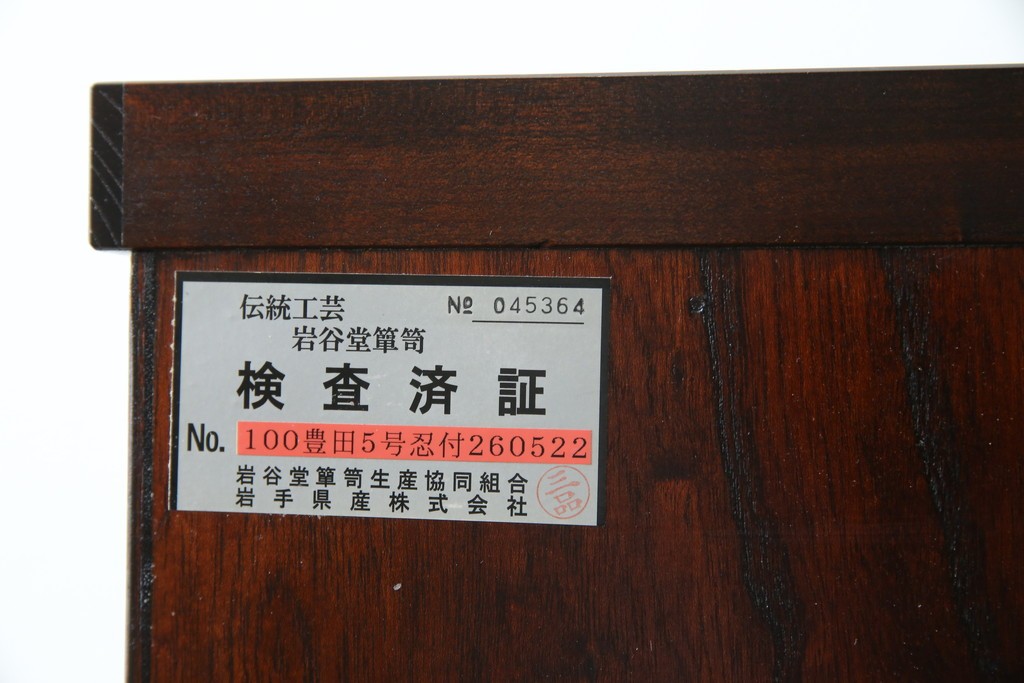 伝統工芸 № 045364
岩谷堂簞笥
検査済証
No. 100豊田5号忍付260522
岩谷堂簞笥生産協同組合
岩手県産株式会社